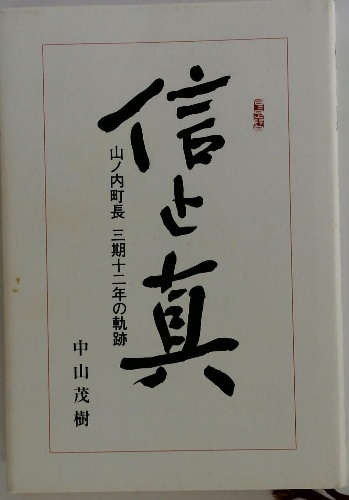 信と真
山ノ内町長 三期十二年の軌跡
中山茂樹